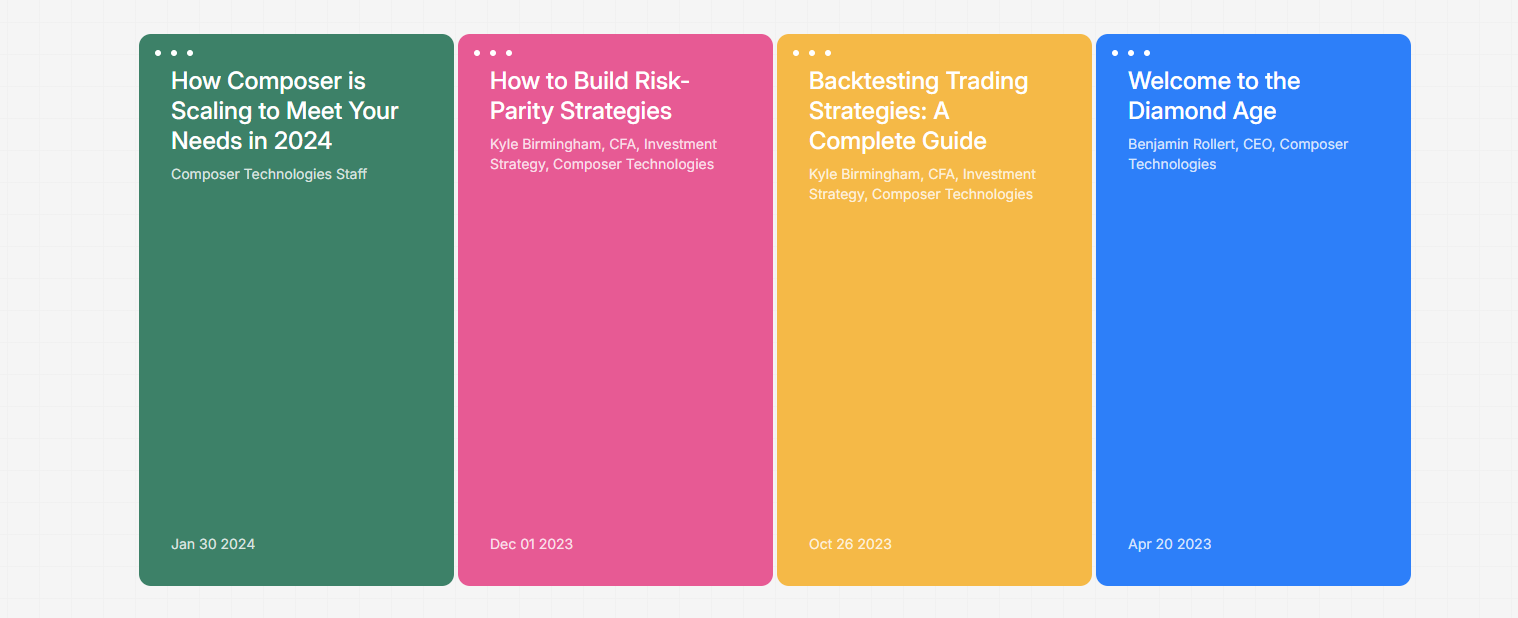 How Composer is
Scaling to Meet Your
Needs in 2024
Composer Technologies Staff
Jan 30 2024
How to Build Risk-
Parity Strategies
Kyle Birmingham, CFA, Investment
Strategy, Composer Technologies
Dec 01 2023
Backtesting Trading
Strategies: A
Complete Guide
Kyle Birmingham, CFA, Investment
Strategy, Composer Technologies
Oct 26 2023
Welcome to the
Diamond Age
Benjamin Rollert, CEO, Composer
Technologies
Apr 20 2023